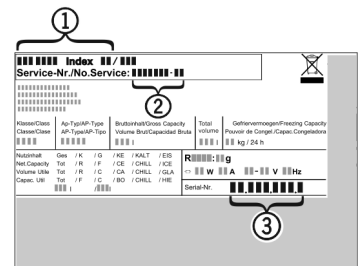 1
Index /
Service-Nr./No.Service: -
2
Klasse/Class Ap-Typ/AP-Type Bruttoinhalt/Gross Capacity Total Gefriervermoegen/Freezing Capacity
Classe/Clase AP-Type/AP-Tipo Volume Brut/Capacidad Bruta volume Pouvoir de Congel./Capac.Congeladora
l l kg / 24 h
Nutzinhalt Ges / K / G / KE / KALT / EIS
Net.Capacity Tot / R / F / CE / CHILL / ICE
Volume Utile Tot / R / C / CA / CHILL / GLA
Capac. Util Tot / F / C / BO / CHILL / HIE
l / l
R : g
W A - V Hz
Serial-Nr. . . .
3